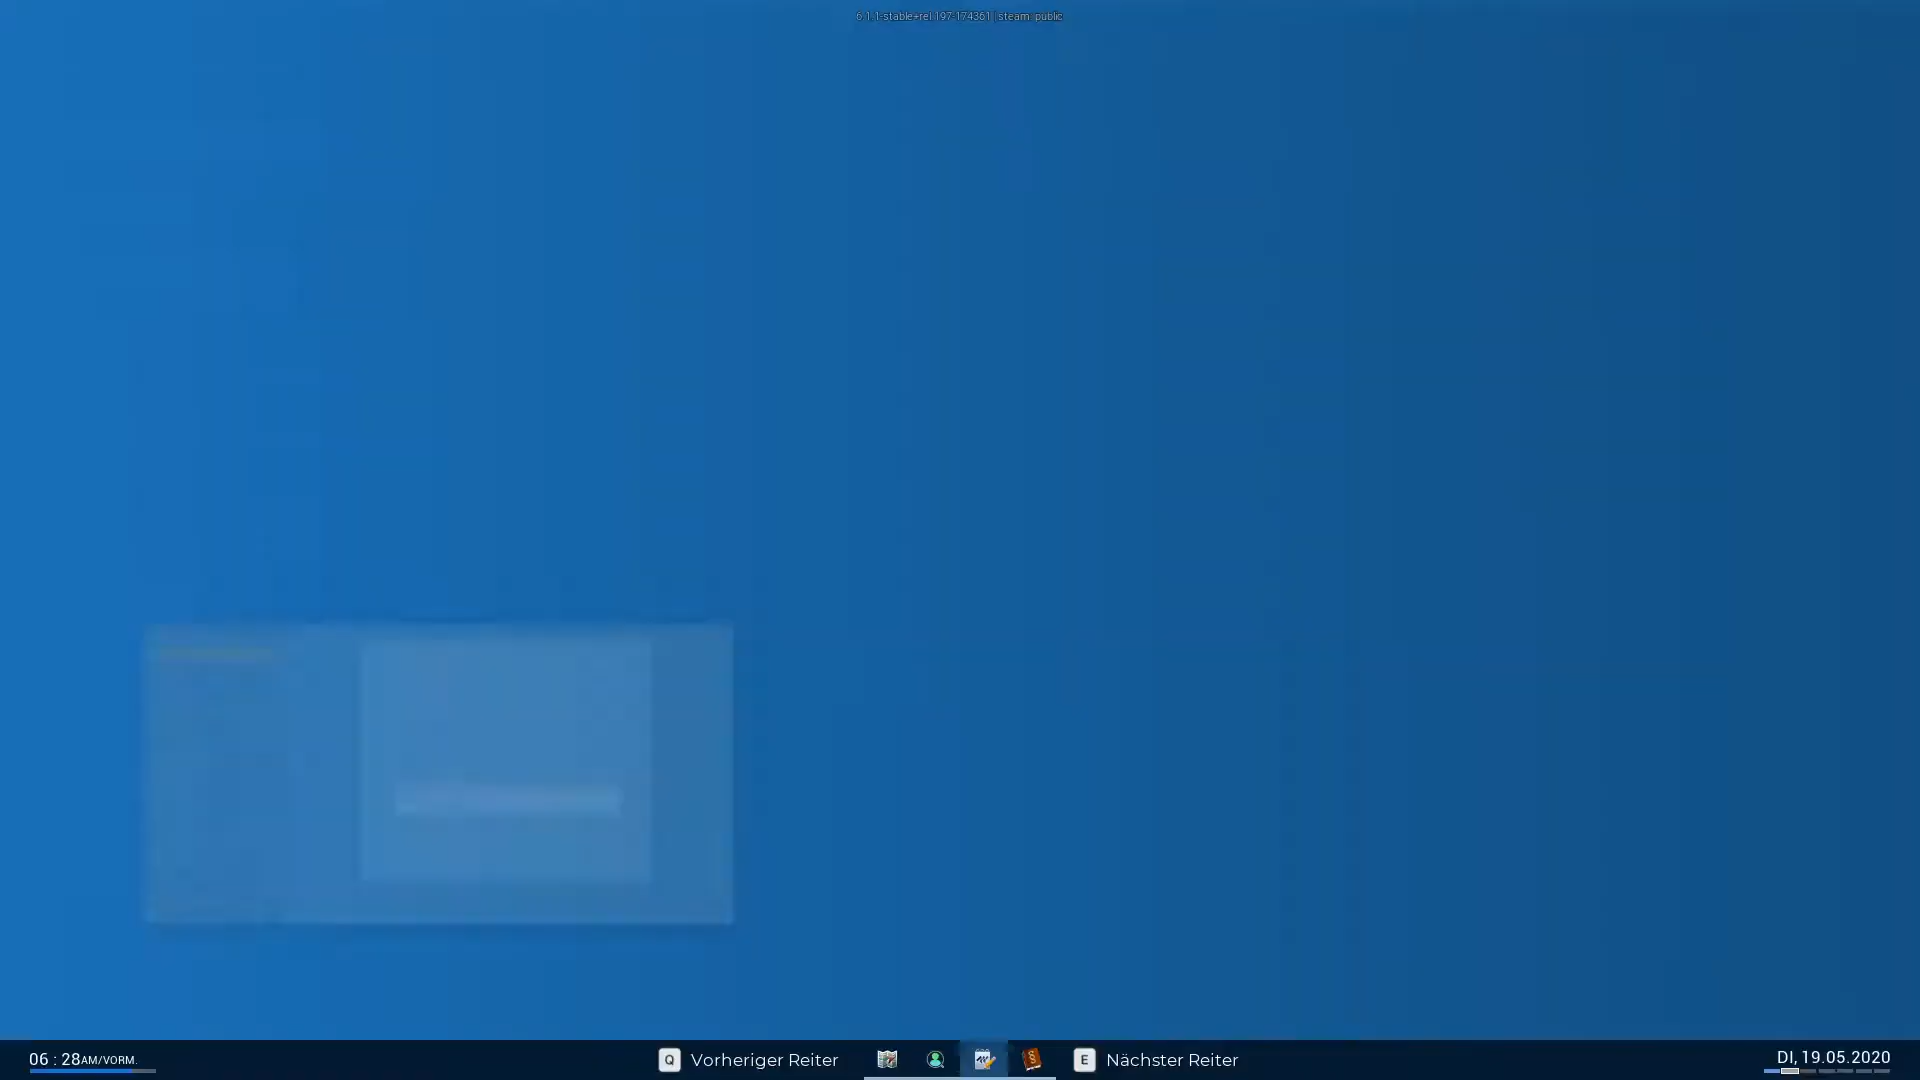 6.1.1-stable+rel.197-174361 | steam: public
06 : 28AM/VORM.
Q Vorheriger Reiter
E Nächster Reiter
DI, 19.05.2020